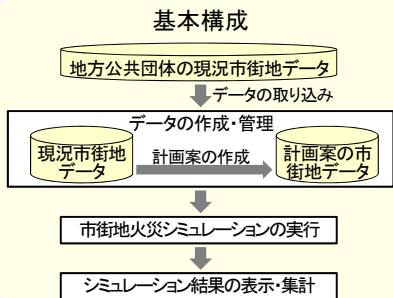 基本構成
地方公共団体の現況市街地データ
データの取り込み
データの作成・管理
現況市街地
データ
計画案の作成
計画案の市
街地データ
市街地火災シミュレーションの実行
シミュレーション結果の表示・集計